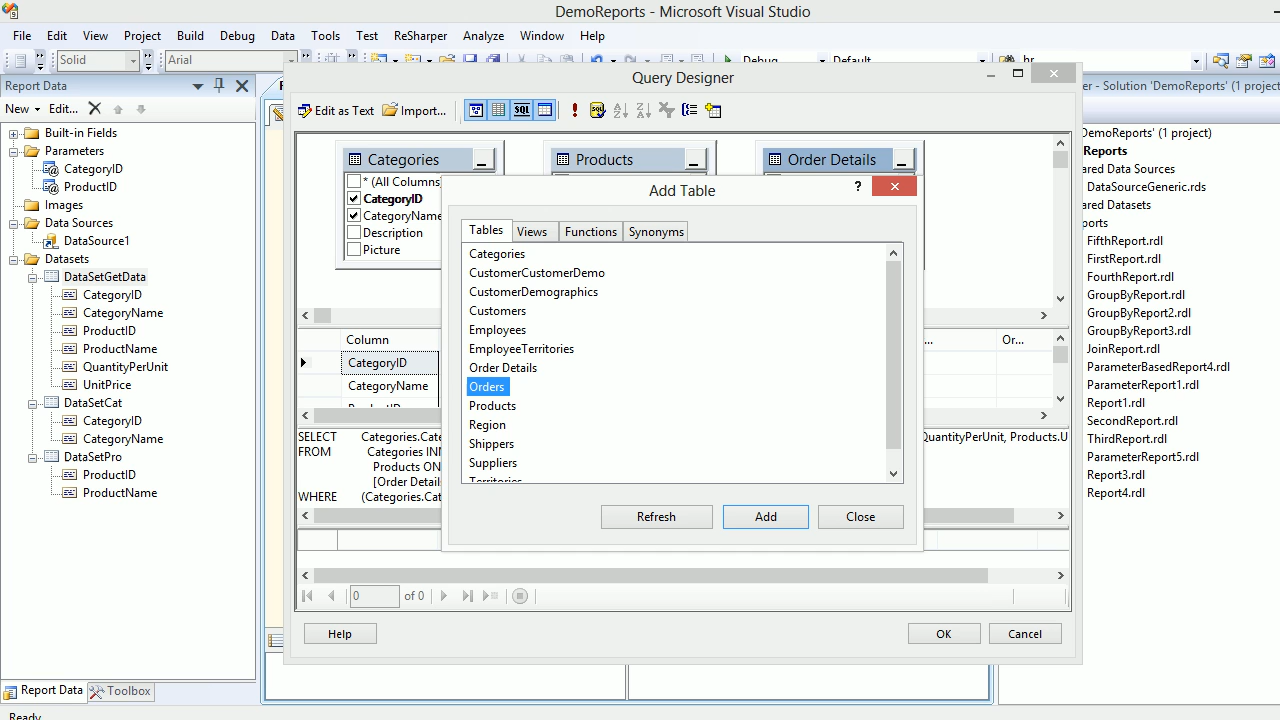 DemoReports - Microsoft Visual Studio
File Edit View Project Build Debug Data Tools Test ReSharper Analyze Window Help
Solid Arial Debug Default hr
Report Data
New Edit...
Built-in Fields
Parameters
CategoryID
ProductID
Images
Data Sources
DataSource1
Datasets
DataSetGetData
CategoryID
CategoryName
ProductID
ProductName
QuantityPerUnit
UnitPrice
DataSetCat
CategoryID
CategoryName
DataSetPro
ProductID
ProductName
Report Data Toolbox
Ready
Query Designer
Edit as Text Import... SQL
Categories Products Order Details
* (All Columns)
CategoryID
CategoryName
Description
Picture
Column ... Or...
CategoryID
CategoryName
SELECT Categories.Cate QuantityPerUnit, Products.U
FROM Categories INN
Products ON
[Order Detail
WHERE (Categories.Cat
0 of 0
Help OK Cancel
Add Table
?
Tables Views Functions Synonyms
Categories
CustomerCustomerDemo
CustomerDemographics
Customers
Employees
EmployeeTerritories
Order Details
Orders
Products
Region
Shippers
Suppliers
Territories
Refresh Add Close
er - Solution 'DemoReports' (1 project
DemoReports' (1 project)
Reports
ared Data Sources
DataSourceGeneric.rds
ared Datasets
ports
FifthReport.rdl
FirstReport.rdl
FourthReport.rdl
GroupByReport.rdl
GroupByReport2.rdl
GroupByReport3.rdl
JoinReport.rdl
ParameterBasedReport4.rdl
ParameterReport1.rdl
Report1.rdl
SecondReport.rdl
ThirdReport.rdl
ParameterReport5.rdl
Report3.rdl
Report4.rdl